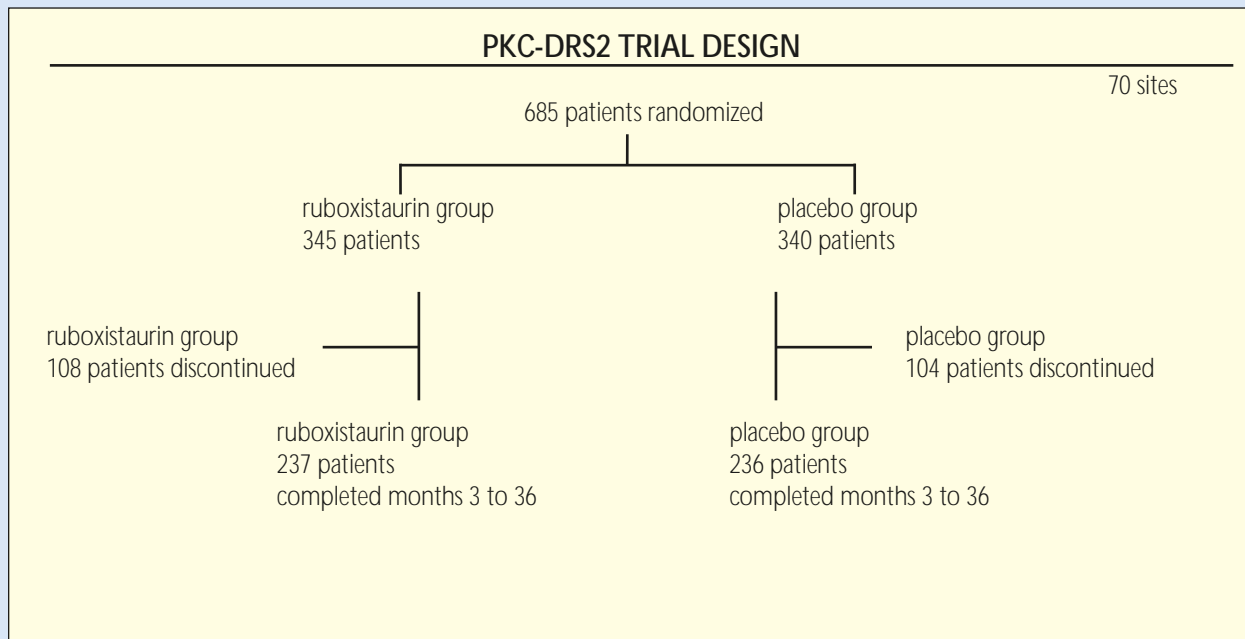 PKC-DRS2 TRIAL DESIGN
70 sites
685 patients randomized
ruboxistaurin group
345 patients
placebo group
340 patients
ruboxistaurin group
108 patients discontinued
placebo group
104 patients discontinued
ruboxistaurin group
237 patients
completed months 3 to 36
placebo group
236 patients
completed months 3 to 36